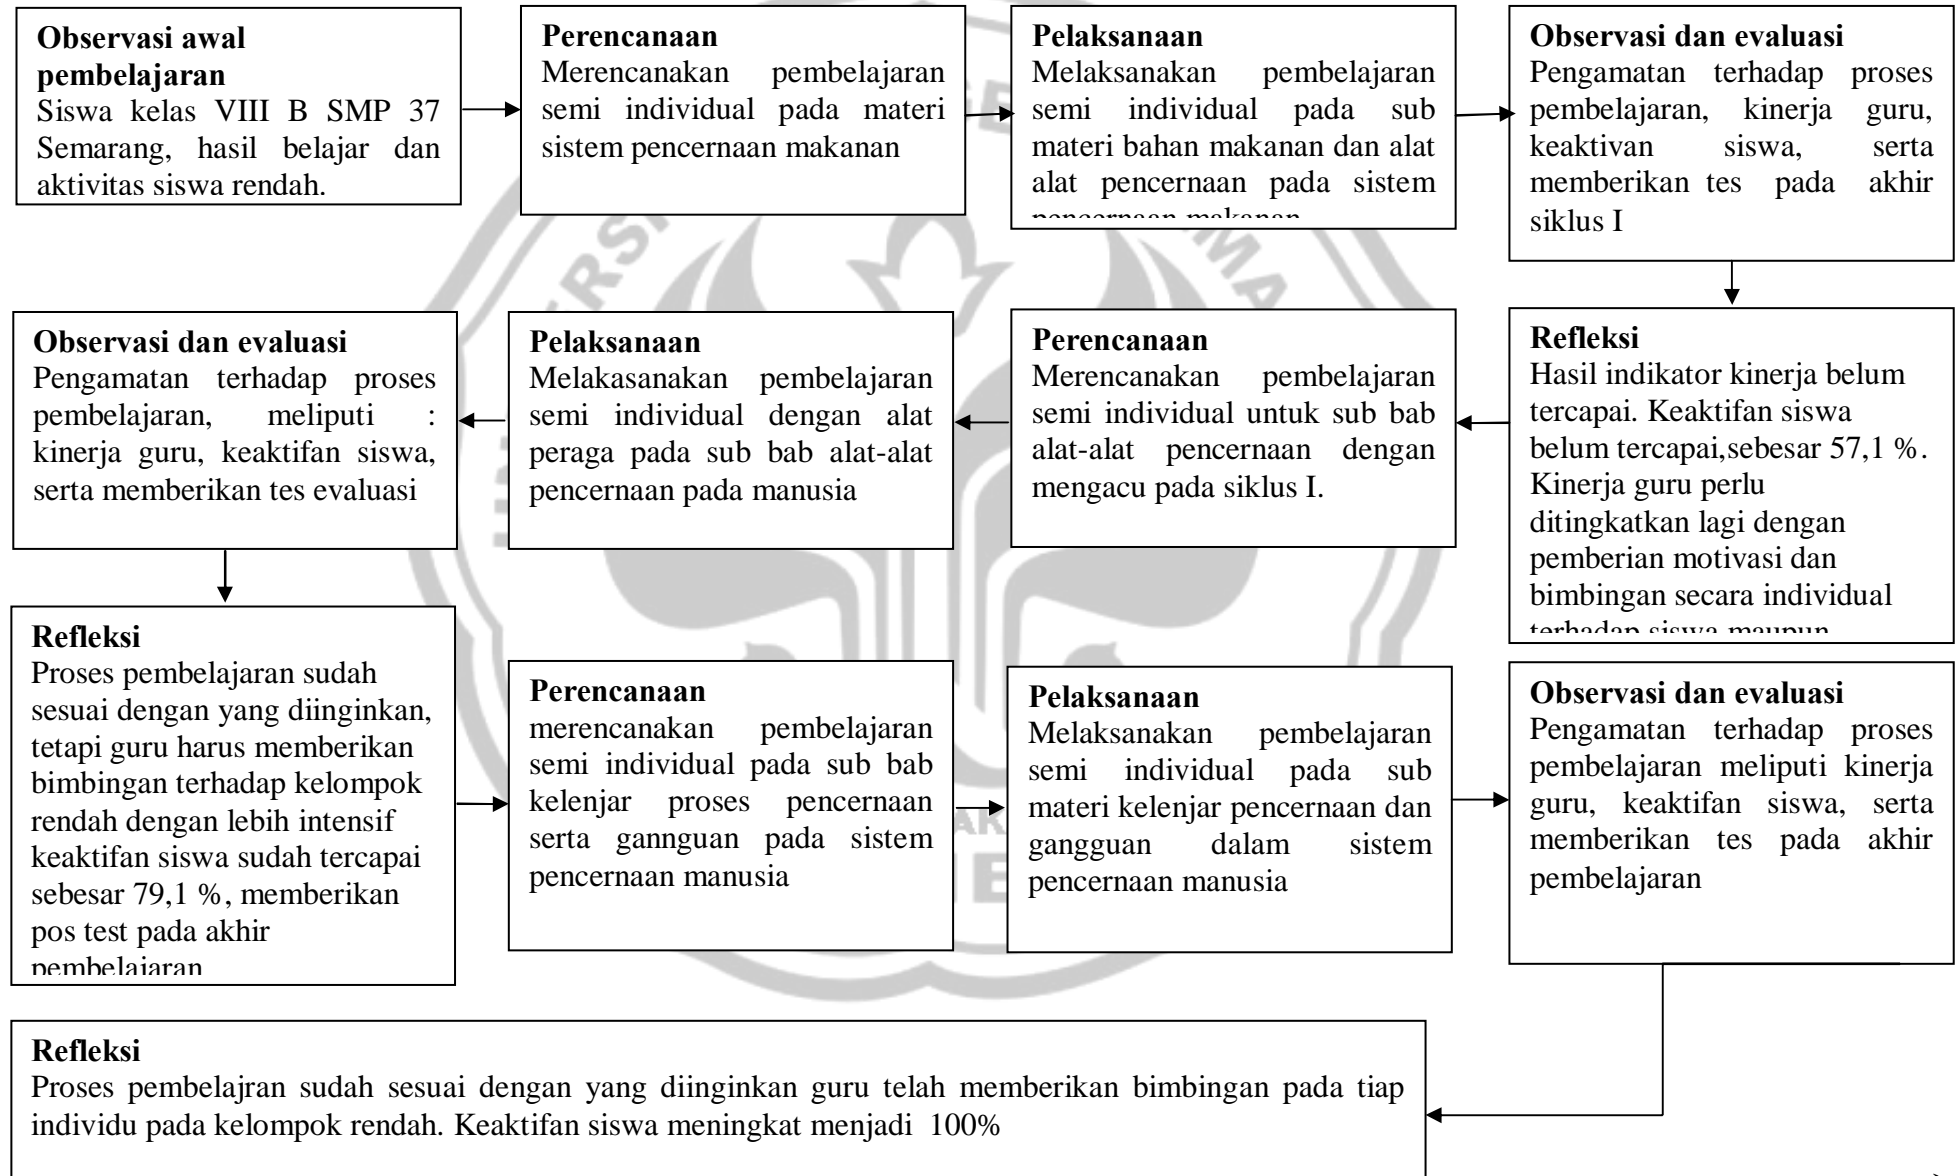 Observasi awal
pembelajaran
Siswa kelas VIII B SMP 37
Semarang, hasil belajar dan
aktivitas siswa rendah.
Perencanaan
Merencanakan pembelajaran
semi individual pada materi
sistem pencernaan makanan
Pelaksanaan
Melaksanakan pembelajaran
semi individual pada sub
materi bahan makanan dan alat
alat pencernaan pada sistem
pencernaan makanan
Observasi dan evaluasi
Pengamatan terhadap proses
pembelajaran, kinerja guru,
keaktivan siswa, serta
memberikan tes pada akhir
siklus I
Refleksi
Hasil indikator kinerja belum
tercapai. Keaktifan siswa
belum tercapai,sebesar 57,1 %.
Kinerja guru perlu
ditingkatkan lagi dengan
pemberian motivasi dan
bimbingan secara individual
terhadap siswa maupun
Perencanaan
Merencanakan pembelajaran
semi individual untuk sub bab
alat-alat pencernaan dengan
mengacu pada siklus I.
Pelaksanaan
Melakasanakan pembelajaran
semi individual dengan alat
peraga pada sub bab alat-alat
pencernaan pada manusia
Observasi dan evaluasi
Pengamatan terhadap proses
pembelajaran, meliputi :
kinerja guru, keaktifan siswa,
serta memberikan tes evaluasi
Refleksi
Proses pembelajaran sudah
sesuai dengan yang diinginkan,
tetapi guru harus memberikan
bimbingan terhadap kelompok
rendah dengan lebih intensif
keaktifan siswa sudah tercapai
sebesar 79,1 %, memberikan
pos test pada akhir
pembelajaran
Perencanaan
merencanakan pembelajaran
semi individual pada sub bab
kelenjar proses pencernaan
serta gannguan pada sistem
pencernaan manusia
Pelaksanaan
Melaksanakan pembelajaran
semi individual pada sub
materi kelenjar pencernaan dan
gangguan dalam sistem
pencernaan manusia
Observasi dan evaluasi
Pengamatan terhadap proses
pembelajaran meliputi kinerja
guru, keaktifan siswa, serta
memberikan tes pada akhir
pembelajaran
Refleksi
Proses pembelajran sudah sesuai dengan yang diinginkan guru telah memberikan bimbingan pada tiap
individu pada kelompok rendah. Keaktifan siswa meningkat menjadi 100%